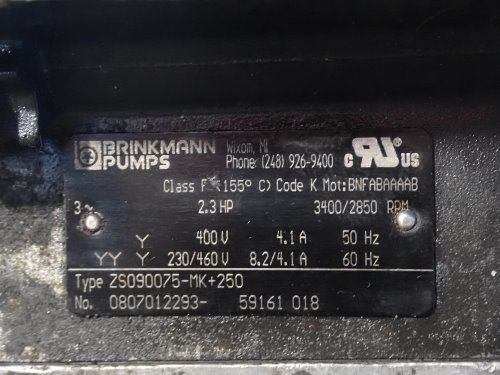 BRINKMANN PUMPS
Wixom, MI
Phone: (248) 926-9400
c RU US
Class F (155° C) Code K Mot: BNFABAAAAB
3~ 2.3 HP 3400/2850 RPM
Y 400 V 4.1 A 50 Hz
YY Y 230/460 V 8.2/4.1 A 60 Hz
Type ZS090075-MK+250
No. 0807012293- 59161 018